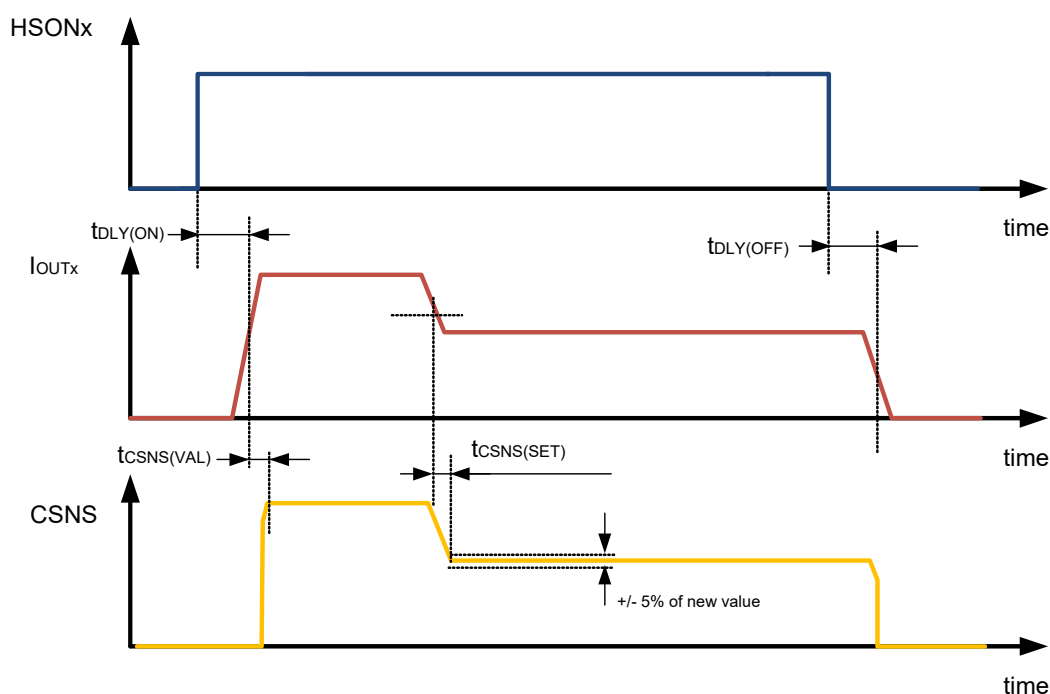 HSONx
time
tDLY(ON)
tDLY(OFF)
IOUTx
time
tCSNS(VAL)
tCSNS(SET)
CSNS
+/- 5% of new value
time